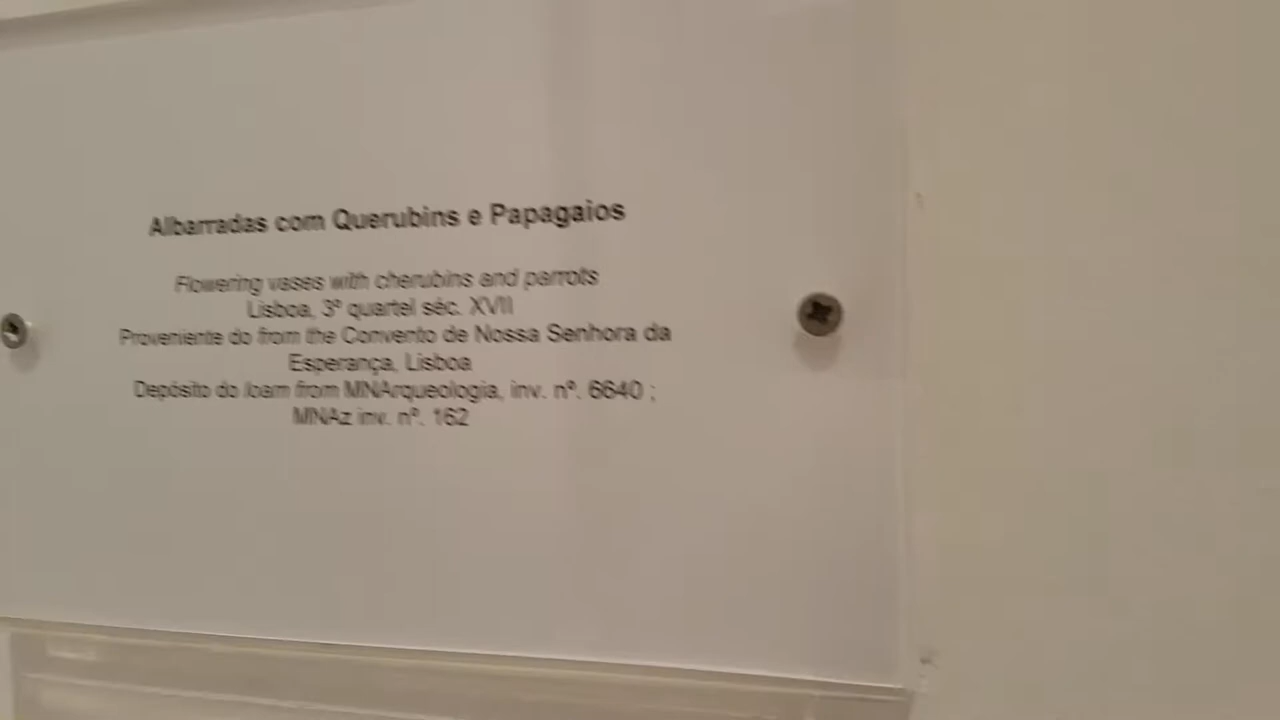 Albarradas com Querubins e Papagaios
Flowering vases with cherubins and parrots
Lisboa, 3º quartel séc. XVII
Proveniente do from the Convento de Nossa Senhora da
Esperança, Lisboa
Depósito do loam from MNArqueologia, inv. nº. 6640 ;
MNAz inv. nº. 162